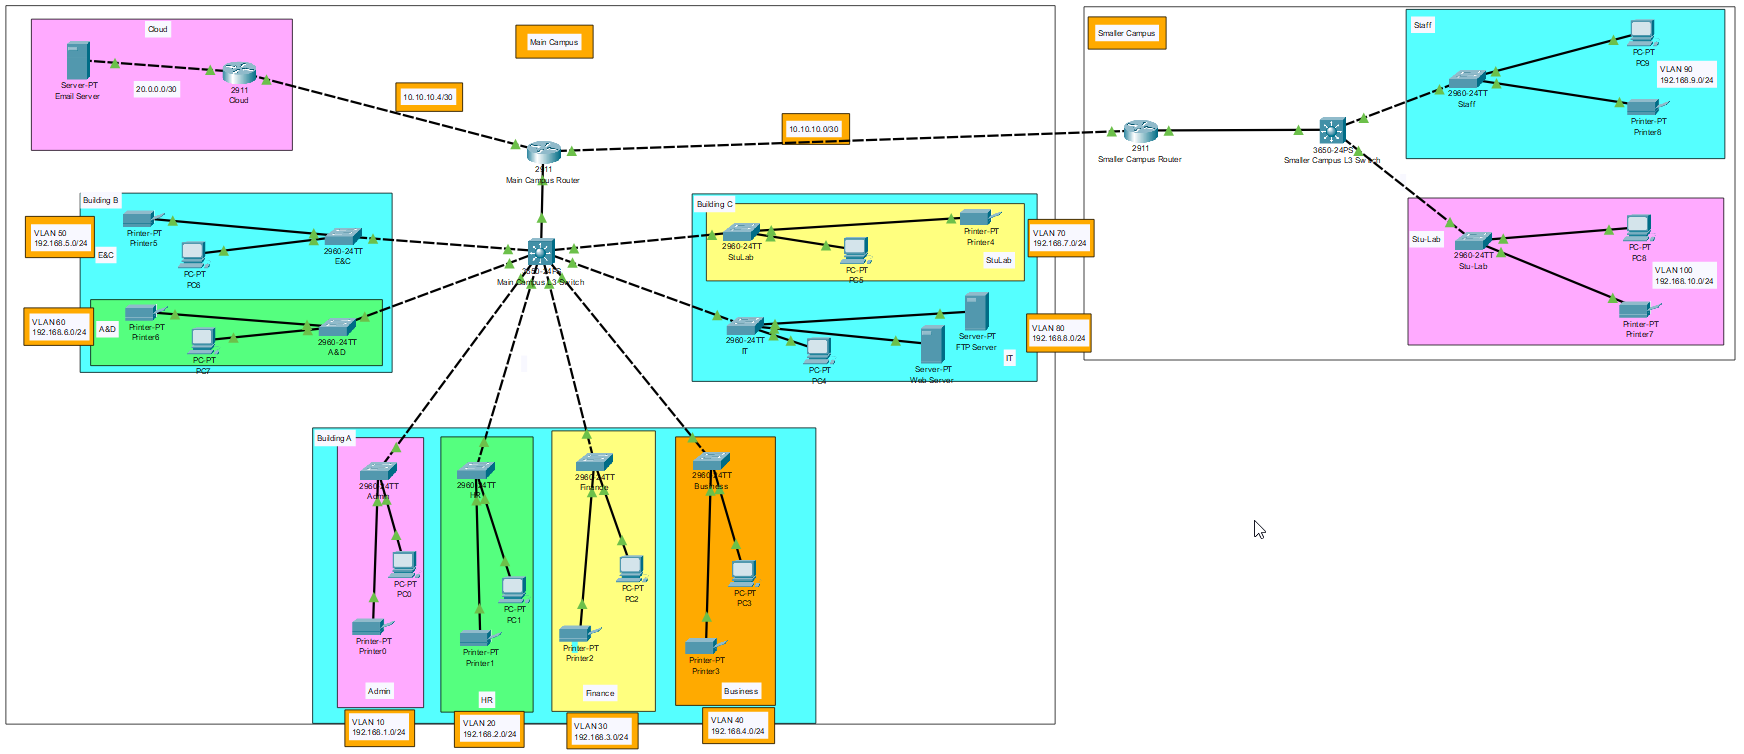 Cloud
Server-PT
Email Server
20.0.0.0/30
2911
Cloud
Main Campus
10.10.10.4/30
10.10.10.0/30
2911
Main Campus Router
Smaller Campus
2911
Smaller Campus Router
3650-24PS
Smaller Campus L3 Switch
Staff
PC-PT
PC9
2960-24TT
Staff
VLAN 90
192.168.9.0/24
Printer-PT
Printer8
Stu-Lab
2960-24TT
Stu-Lab
PC-PT
PC8
VLAN 100
192.168.10.0/24
Printer-PT
Printer7
Building B
VLAN 50
192.168.5.0/24
Printer-PT
Printer5
E&C
PC-PT
PC6
2960-24TT
E&C
VLAN 60
192.168.6.0/24
A&D
Printer-PT
Printer6
PC-PT
PC7
2960-24TT
A&D
3650-24PS
Main Campus L3 Switch
Building C
2960-24TT
StuLab
PC-PT
PC5
Printer-PT
Printer4
StuLab
VLAN 70
192.168.7.0/24
2960-24TT
IT
PC-PT
PC4
Server-PT
Web Server
Server-PT
FTP Server
IT
VLAN 80
192.168.8.0/24
Building A
2960-24TT
Admin
PC-PT
PC0
Printer-PT
Printer0
Admin
VLAN 10
192.168.1.0/24
2960-24TT
HR
PC-PT
PC1
Printer-PT
Printer1
HR
VLAN 20
192.168.2.0/24
2960-24TT
Finance
PC-PT
PC2
Printer-PT
Printer2
Finance
VLAN 30
192.168.3.0/24
2960-24TT
Business
PC-PT
PC3
Printer-PT
Printer3
Business
VLAN 40
192.168.4.0/24